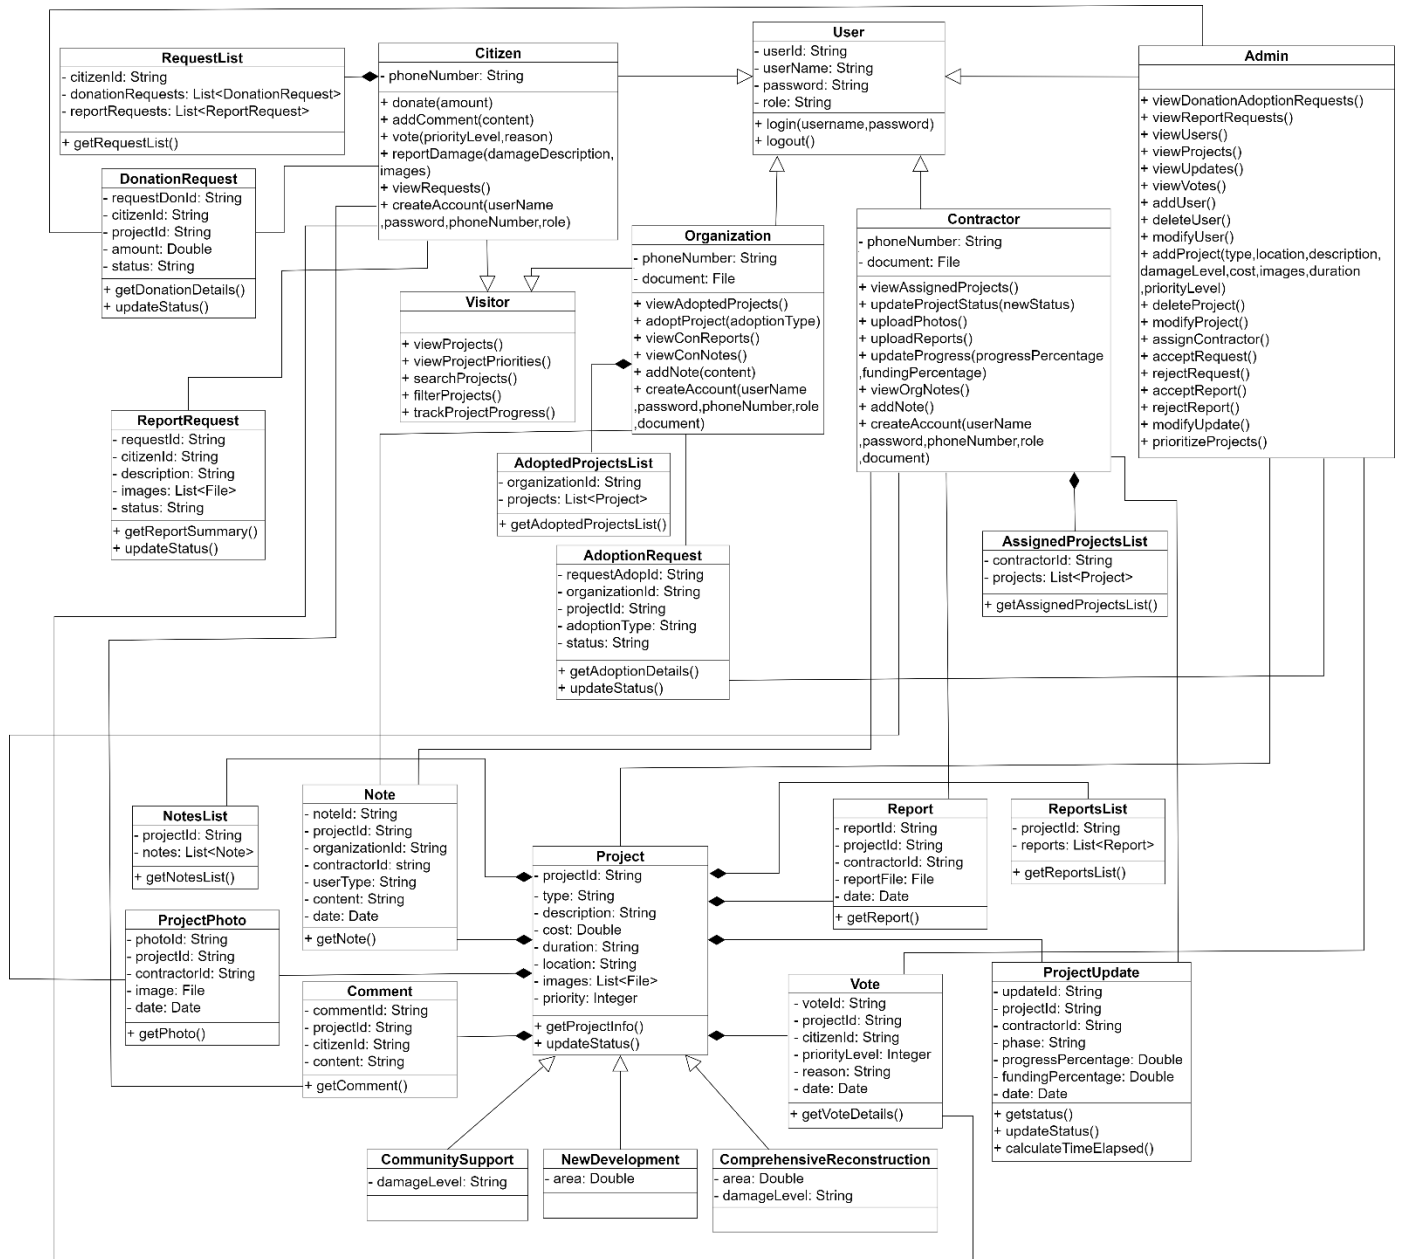 RequestList
- citizenId: String
- donationRequests: List<DonationRequest>
- reportRequests: List<ReportRequest>
+ getRequestList()
Citizen
- phoneNumber: String
+ donate(amount)
+ addComment(content)
+ vote(priorityLevel,reason)
+ reportDamage(damageDescription,
images)
+ viewRequests()
+ createAccount(userName
,password,phoneNumber,role)
User
- userId: String
- userName: String
- password: String
- role: String
+ login(username,password)
+ logout()
Admin
+ viewDonationAdoptionRequests()
+ viewReportRequests()
+ viewUsers()
+ viewProjects()
+ viewUpdates()
+ viewVotes()
+ addUser()
+ deleteUser()
+ modifyUser()
+ addProject(type,location,description,
damageLevel,cost,images,duration
,priorityLevel)
+ deleteProject()
+ modifyProject()
+ assignContractor()
+ acceptRequest()
+ rejectRequest()
+ acceptReport()
+ rejectReport()
+ modifyUpdate()
+ prioritizeProjects()
DonationRequest
- requestDonId: String
- citizenId: String
- projectId: String
- amount: Double
- status: String
+ getDonationDetails()
+ updateStatus()
Organization
- phoneNumber: String
- document: File
+ viewAdoptedProjects()
+ adoptProject(adoptionType)
+ viewConReports()
+ viewConNotes()
+ addNote(content)
+ createAccount(userName
,password,phoneNumber,role
,document)
Contractor
- phoneNumber: String
- document: File
+ viewAssignedProjects()
+ updateProjectStatus(newStatus)
+ uploadPhotos()
+ uploadReports()
+ updateProgress(progressPercentage
,fundingPercentage)
+ viewOrgNotes()
+ addNote()
+ createAccount(userName
,password,phoneNumber,role
,document)
Visitor
+ viewProjects()
+ viewProjectPriorities()
+ searchProjects()
+ filterProjects()
+ trackProjectProgress()
ReportRequest
- requestId: String
- citizenId: String
- description: String
- images: List<File>
- status: String
+ getReportSummary()
+ updateStatus()
AdoptedProjectsList
- organizationId: String
- projects: List<Project>
+ getAdoptedProjectsList()
AdoptionRequest
- requestAdopId: String
- organizationId: String
- projectId: String
- adoptionType: String
- status: String
+ getAdoptionDetails()
+ updateStatus()
AssignedProjectsList
- contractorId: String
- projects: List<Project>
+ getAssignedProjectsList()
NotesList
- projectId: String
- notes: List<Note>
+ getNotesList()
Note
- noteId: String
- projectId: String
- organizationId: String
- contractorId: string
- userType: String
- content: String
- date: Date
+ getNote()
Project
- projectId: String
- type: String
- description: String
- cost: Double
- duration: String
- location: String
- images: List<File>
- priority: Integer
+ getProjectInfo()
+ updateStatus()
Report
- reportId: String
- projectId: String
- contractorId: String
- reportFile: File
- date: Date
+ getReport()
ReportsList
- projectId: String
- reports: List<Report>
+ getReportsList()
ProjectPhoto
- photoId: String
- projectId: String
- contractorId: String
- image: File
- date: Date
+ getPhoto()
Comment
- commentId: String
- projectId: String
- citizenId: String
- content: String
+ getComment()
Vote
- voteId: String
- projectId: String
- citizenId: String
- priorityLevel: Integer
- reason: String
- date: Date
+ getVoteDetails()
ProjectUpdate
- updateId: String
- projectId: String
- contractorId: String
- phase: String
- progressPercentage: Double
- fundingPercentage: Double
- date: Date
+ getstatus()
+ updateStatus()
+ calculateTimeElapsed()
CommunitySupport
- damageLevel: String
NewDevelopment
- area: Double
ComprehensiveReconstruction
- area: Double
- damageLevel: String